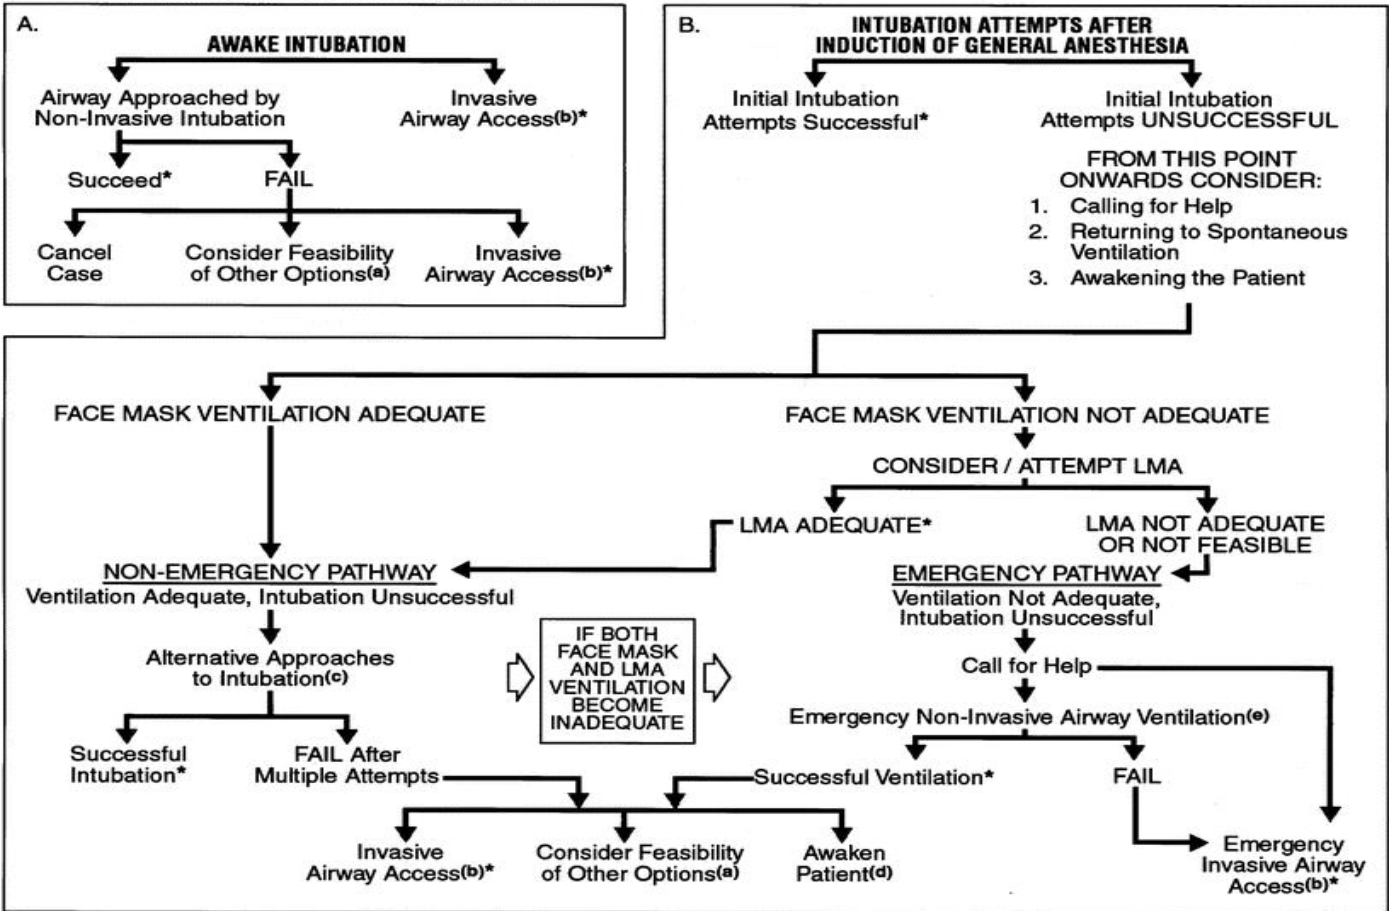 A.
AWAKE INTUBATION
Airway Approached by
Non-Invasive Intubation
Invasive
Airway Access(b)*
Succeed*
FAIL
Cancel
Case
Consider Feasibility
of Other Options(a)
Invasive
Airway Access(b)*
B.
INTUBATION ATTEMPTS AFTER
INDUCTION OF GENERAL ANESTHESIA
Initial Intubation
Attempts Successful*
Initial Intubation
Attempts UNSUCCESSFUL
FROM THIS POINT
ONWARDS CONSIDER:
1. Calling for Help
2. Returning to Spontaneous
Ventilation
3. Awakening the Patient
FACE MASK VENTILATION ADEQUATE
FACE MASK VENTILATION NOT ADEQUATE
CONSIDER / ATTEMPT LMA
LMA ADEQUATE*
LMA NOT ADEQUATE
OR NOT FEASIBLE
NON-EMERGENCY PATHWAY
Ventilation Adequate, Intubation Unsuccessful
EMERGENCY PATHWAY
Ventilation Not Adequate,
Intubation Unsuccessful
IF BOTH
FACE MASK
AND LMA
VENTILATION
BECOME
INADEQUATE
Alternative Approaches
to Intubation(c)
Call for Help
Emergency Non-Invasive Airway Ventilation(e)
Successful
Intubation*
FAIL After
Multiple Attempts
Successful Ventilation*
FAIL
Invasive
Airway Access(b)*
Consider Feasibility
of Other Options(a)
Awaken
Patient(d)
Emergency
Invasive Airway
Access(b)*